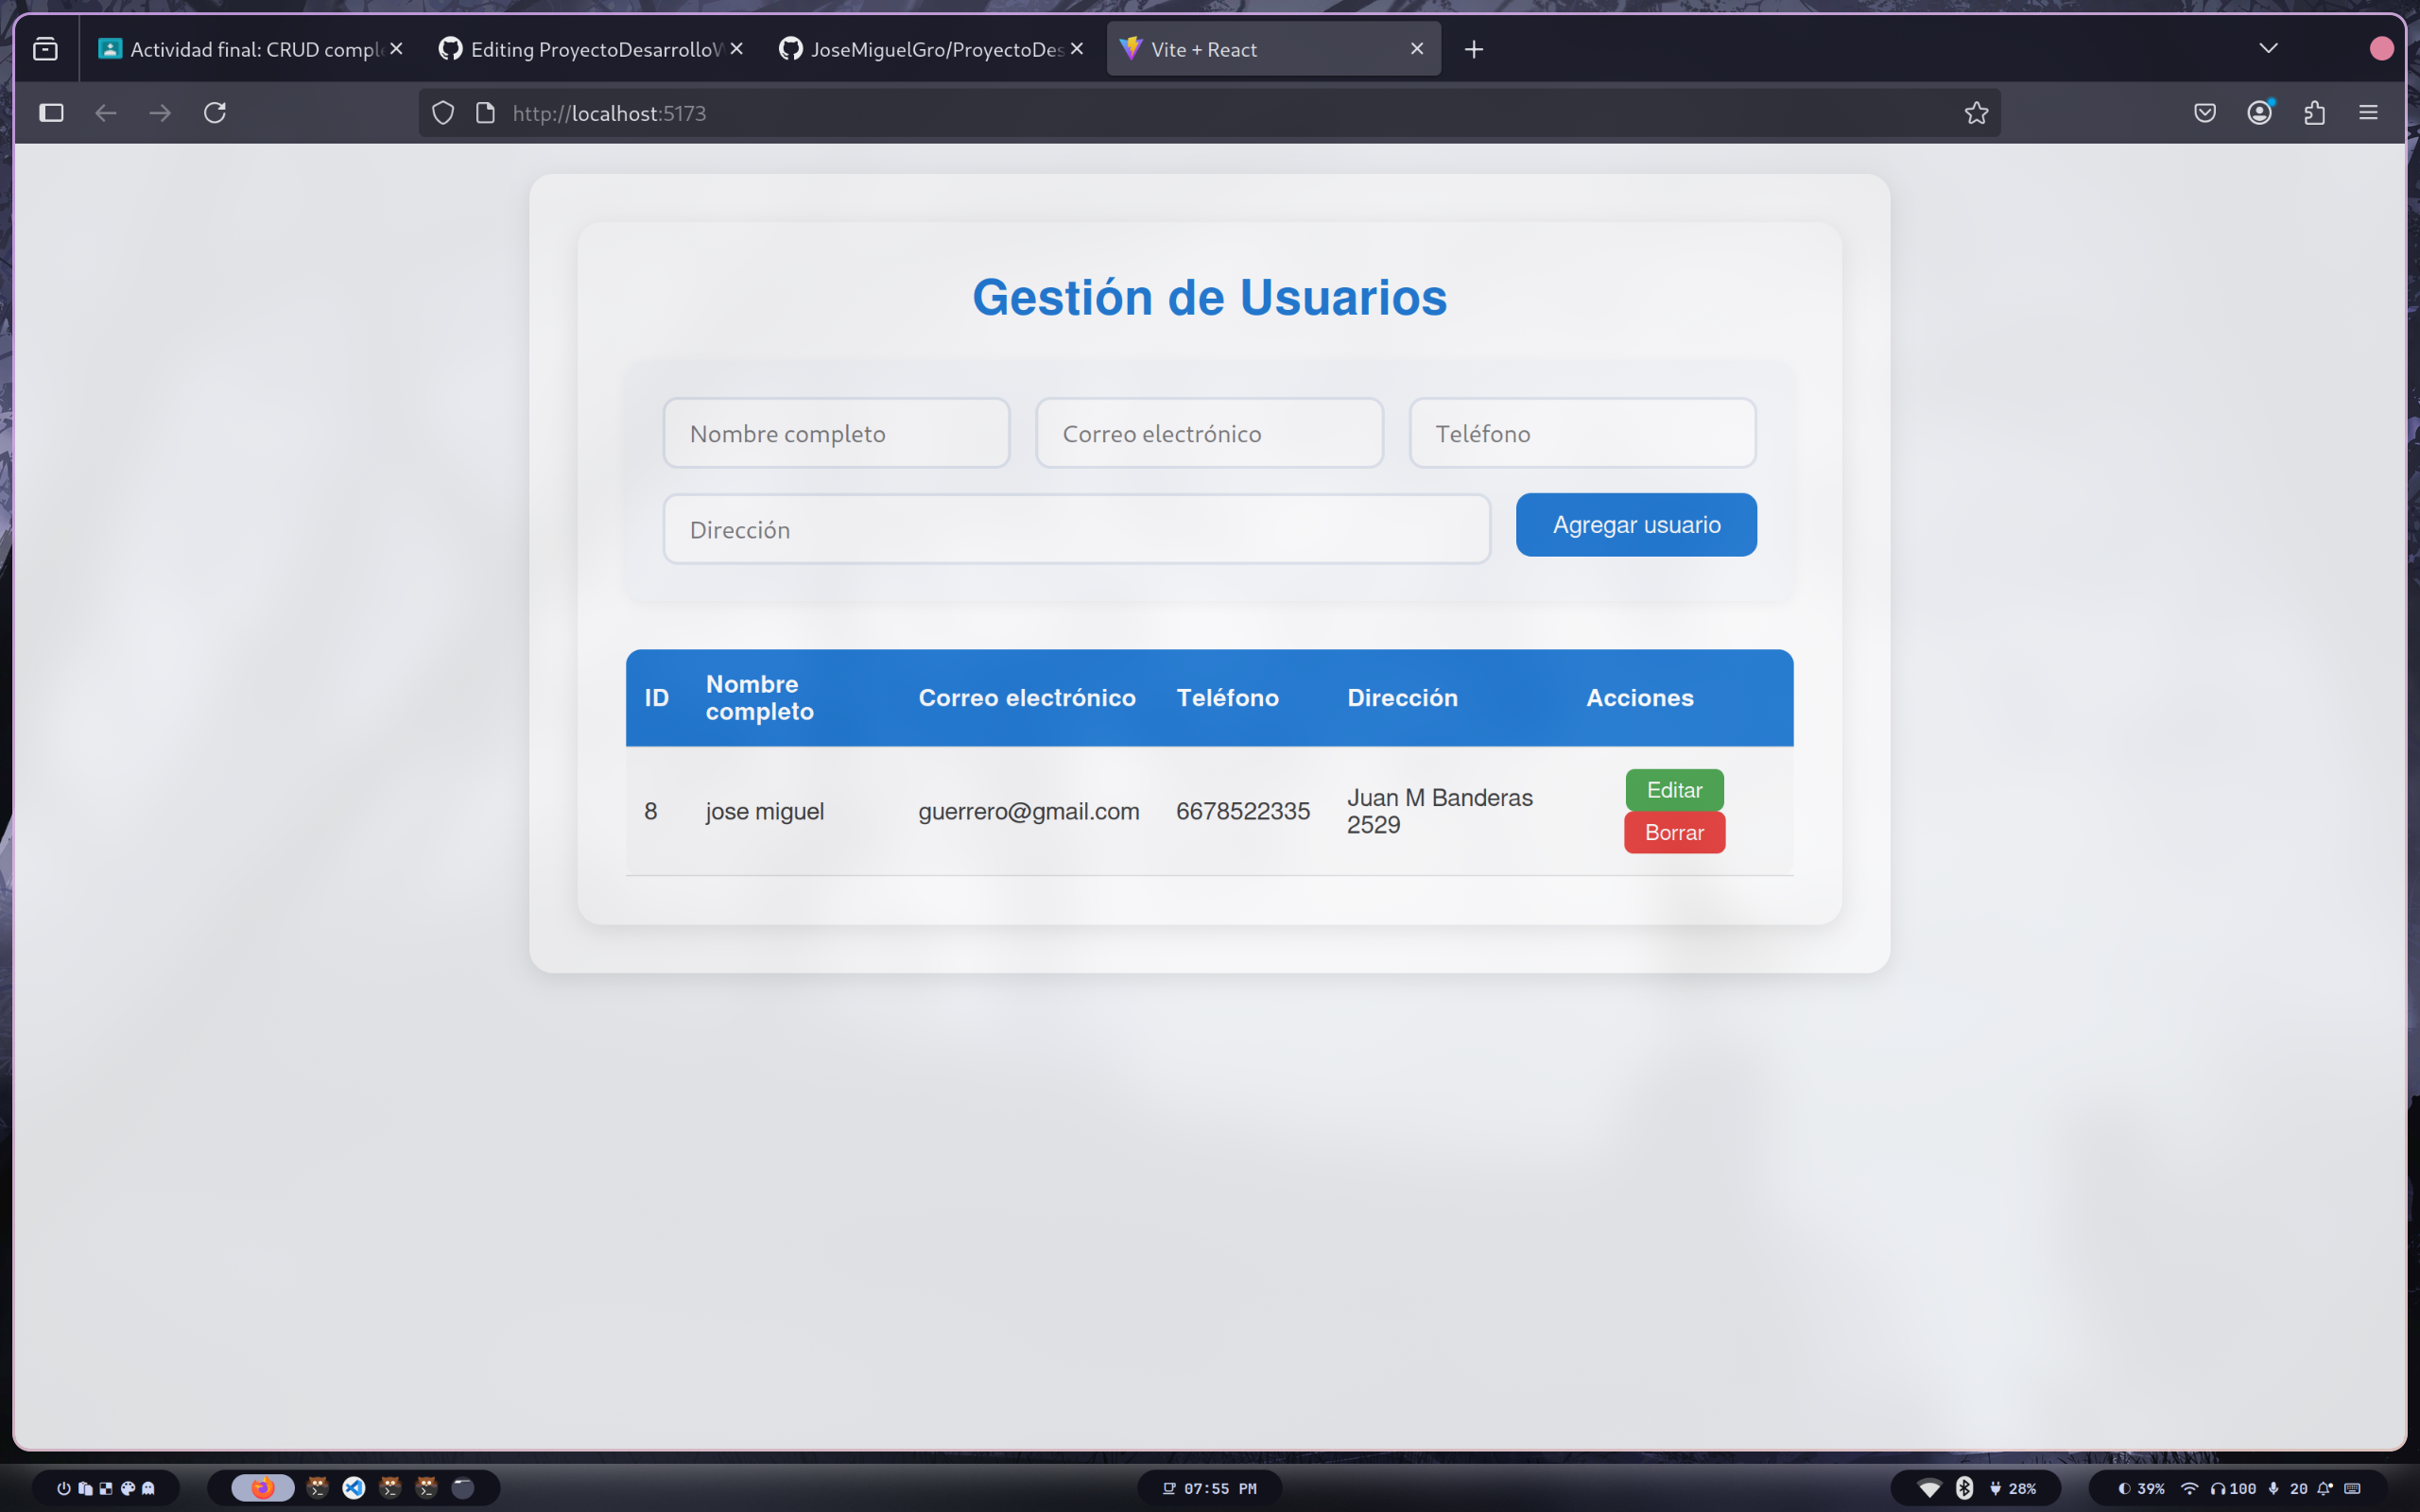 Actividad final: CRUD comple
Editing ProyectoDesarrolloW
JoseMiguelGro/ProyectoDes
Vite + React
http://localhost:5173
Gestión de Usuarios
Nombre completo
Correo electrónico
Teléfono
Dirección
Agregar usuario
ID
Nombre
completo
Correo electrónico
Teléfono
Dirección
Acciones
8
jose miguel
guerrero@gmail.com
6678522335
Juan M Banderas
2529
Editar
Borrar
07:55 PM
28%
39%
100
20